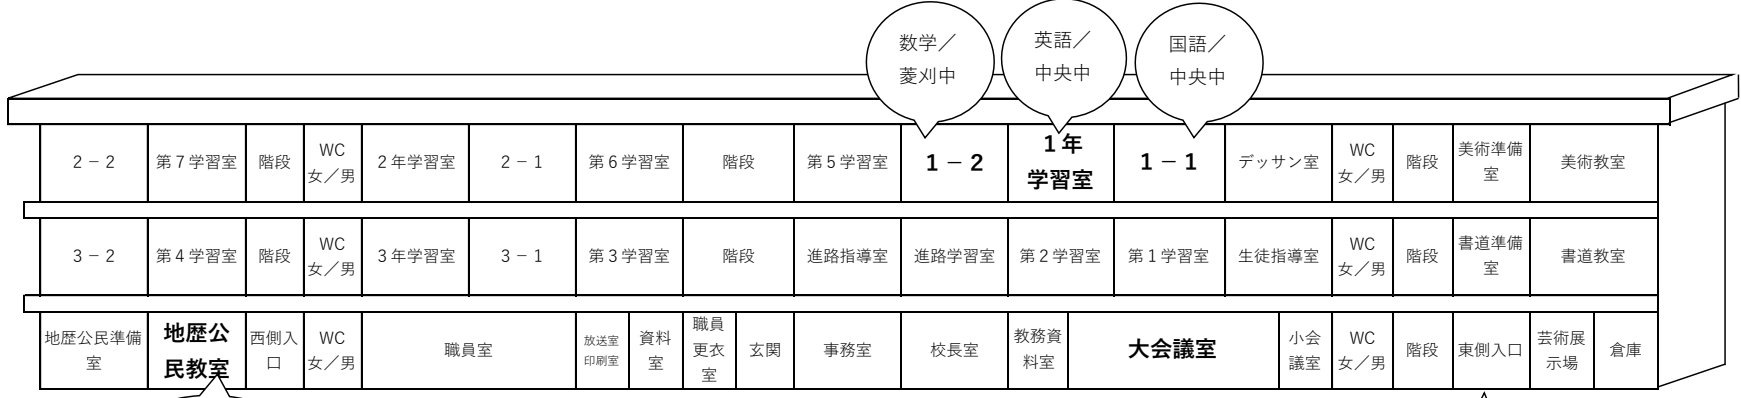 数学／
菱刈中
英語／
中央中
国語／
中央中
２－２
第７学習室
階段
WC
女／男
２年学習室
２－１
第６学習室
階段
第５学習室
１－２
１年
学習室
１－１
デッサン室
WC
女／男
階段
美術準備
室
美術教室
３－２
第４学習室
階段
WC
女／男
３年学習室
３－１
第３学習室
階段
進路指導室
進路学習室
第２学習室
第１学習室
生徒指導室
WC
女／男
階段
書道準備
室
書道教室
地歴公民準備
室
地歴公
民教室
西側入
口
WC
女／男
職員室
放送室
印刷室
資料
室
職員
更衣
室
玄関
事務室
校長室
教務資
料室
大会議室
小会
議室
WC
女／男
階段
東側入口
芸術展
示場
倉庫